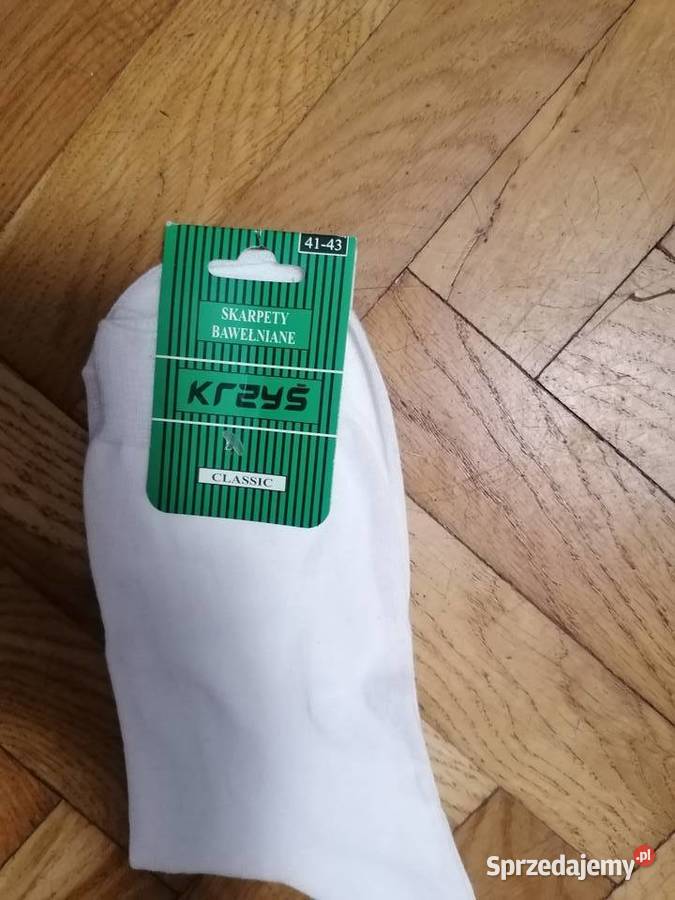 41-43
SKARPETY
BAWEŁNIANE
KRZYŚ
CLASSIC
Sprzedajemy.pl